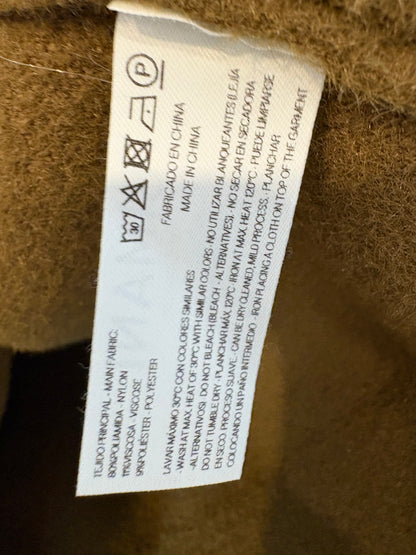 TEJIDO PRINCIPAL - MAIN FABRIC:
80%POLIAMIDA - NYLON
11%VISCOSA - VISCOSE
9%POLIÉSTER - POLYESTER
30
P
FABRICADO EN CHINA
MADE IN CHINA
LAVAR MÁXIMO 30°C CON COLORES SIMILARES
- WASH AT MAX. HEAT OF 30°C WITH SIMILAR COLORS · NO UTILIZAR BLANQUEANTES (LEJÍA
-ALTERNATIVOS) · DO NOT BLEACH (BLEACH - ALTERNATIVES). · NO SECAR EN SECADORA
DO NOT TUMBLE DRY · PLANCHAR MÁX. 120°C · IRON AT MAX. HEAT 120°C · PUEDE LIMPIARSE
EN SECO. PROCESO SUAVE · CAN BE DRY CLEANED, MILD PROCESS. · PLANCHAR
COLOCANDO UN PAÑO INTERMEDIO · IRON PLACING A CLOTH ON TOP OF THE GARMENT